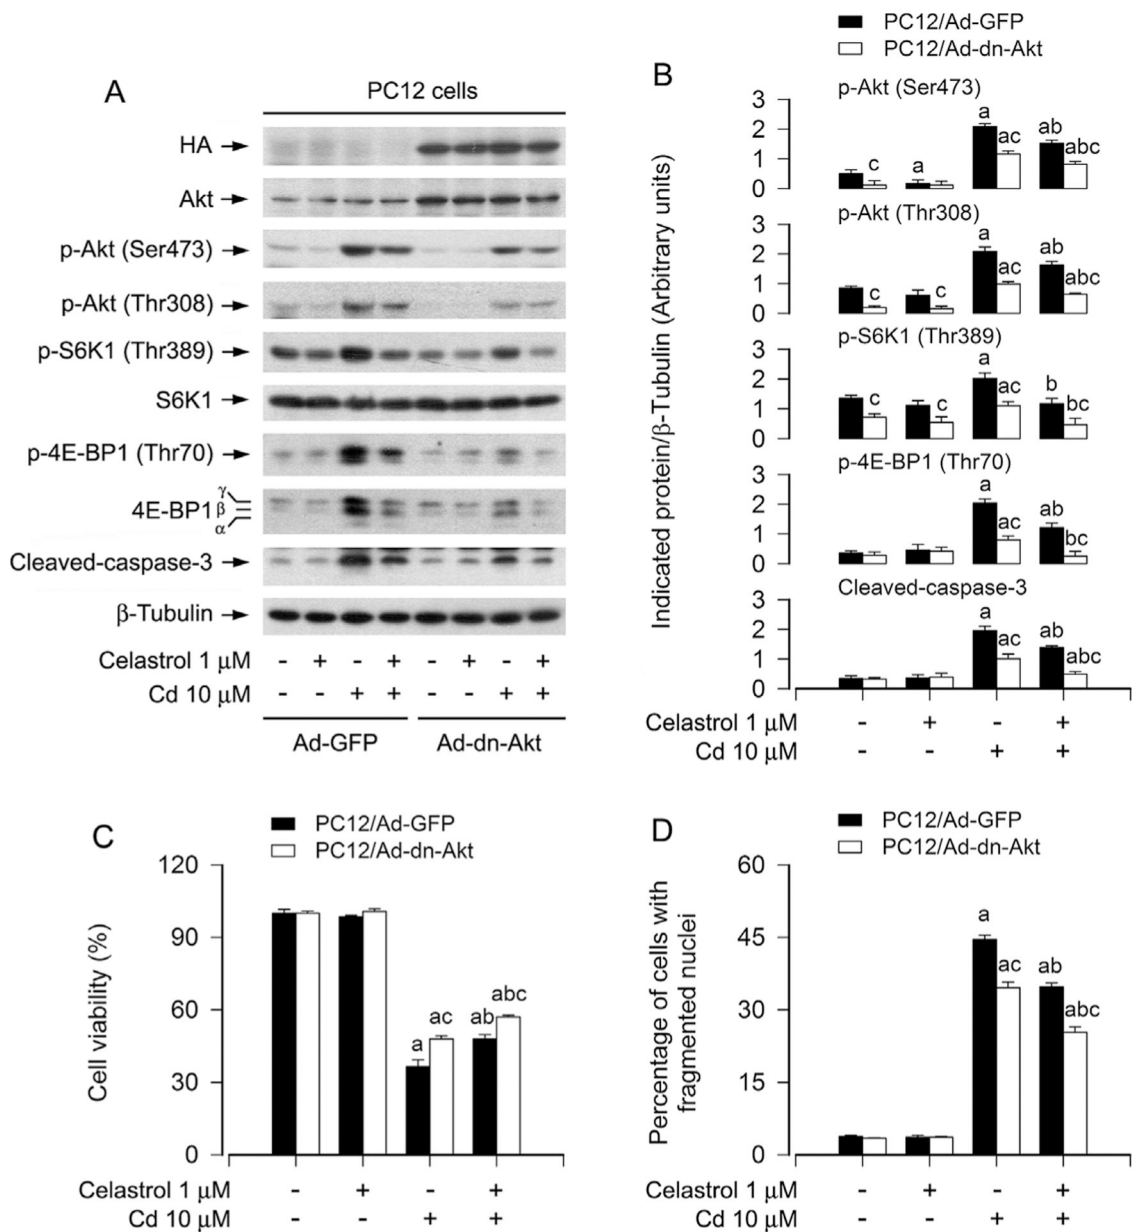 A
PC12 cells
HA
Akt
p-Akt (Ser473)
p-Akt (Thr308)
p-S6K1 (Thr389)
S6K1
p-4E-BP1 (Thr70)
4E-BP1 γ β α
Cleaved-caspase-3
β-Tubulin
Celastrol 1 μM - + - + - + - +
Cd 10 μM - - + + - - + +
Ad-GFP Ad-dn-Akt
B
PC12/Ad-GFP
PC12/Ad-dn-Akt
Indicated protein/β-Tubulin (Arbitrary units)
p-Akt (Ser473)
3
2
1
0
c a a ac ab abc
p-Akt (Thr308)
3
2
1
0
c c a ac ab abc
p-S6K1 (Thr389)
3
2
1
0
c c a ac b bc
p-4E-BP1 (Thr70)
3
2
1
0
a ac ab bc
Cleaved-caspase-3
3
2
1
0
a ac ab abc
Celastrol 1 μM - + - +
Cd 10 μM - - + +
C
PC12/Ad-GFP
PC12/Ad-dn-Akt
Cell viability (%)
120
90
60
30
0
a ac ab abc
Celastrol 1 μM - + - +
Cd 10 μM - - + +
D
PC12/Ad-GFP
PC12/Ad-dn-Akt
Percentage of cells with
fragmented nuclei
60
45
30
15
0
a ac ab abc
Celastrol 1 μM - + - +
Cd 10 μM - - + +